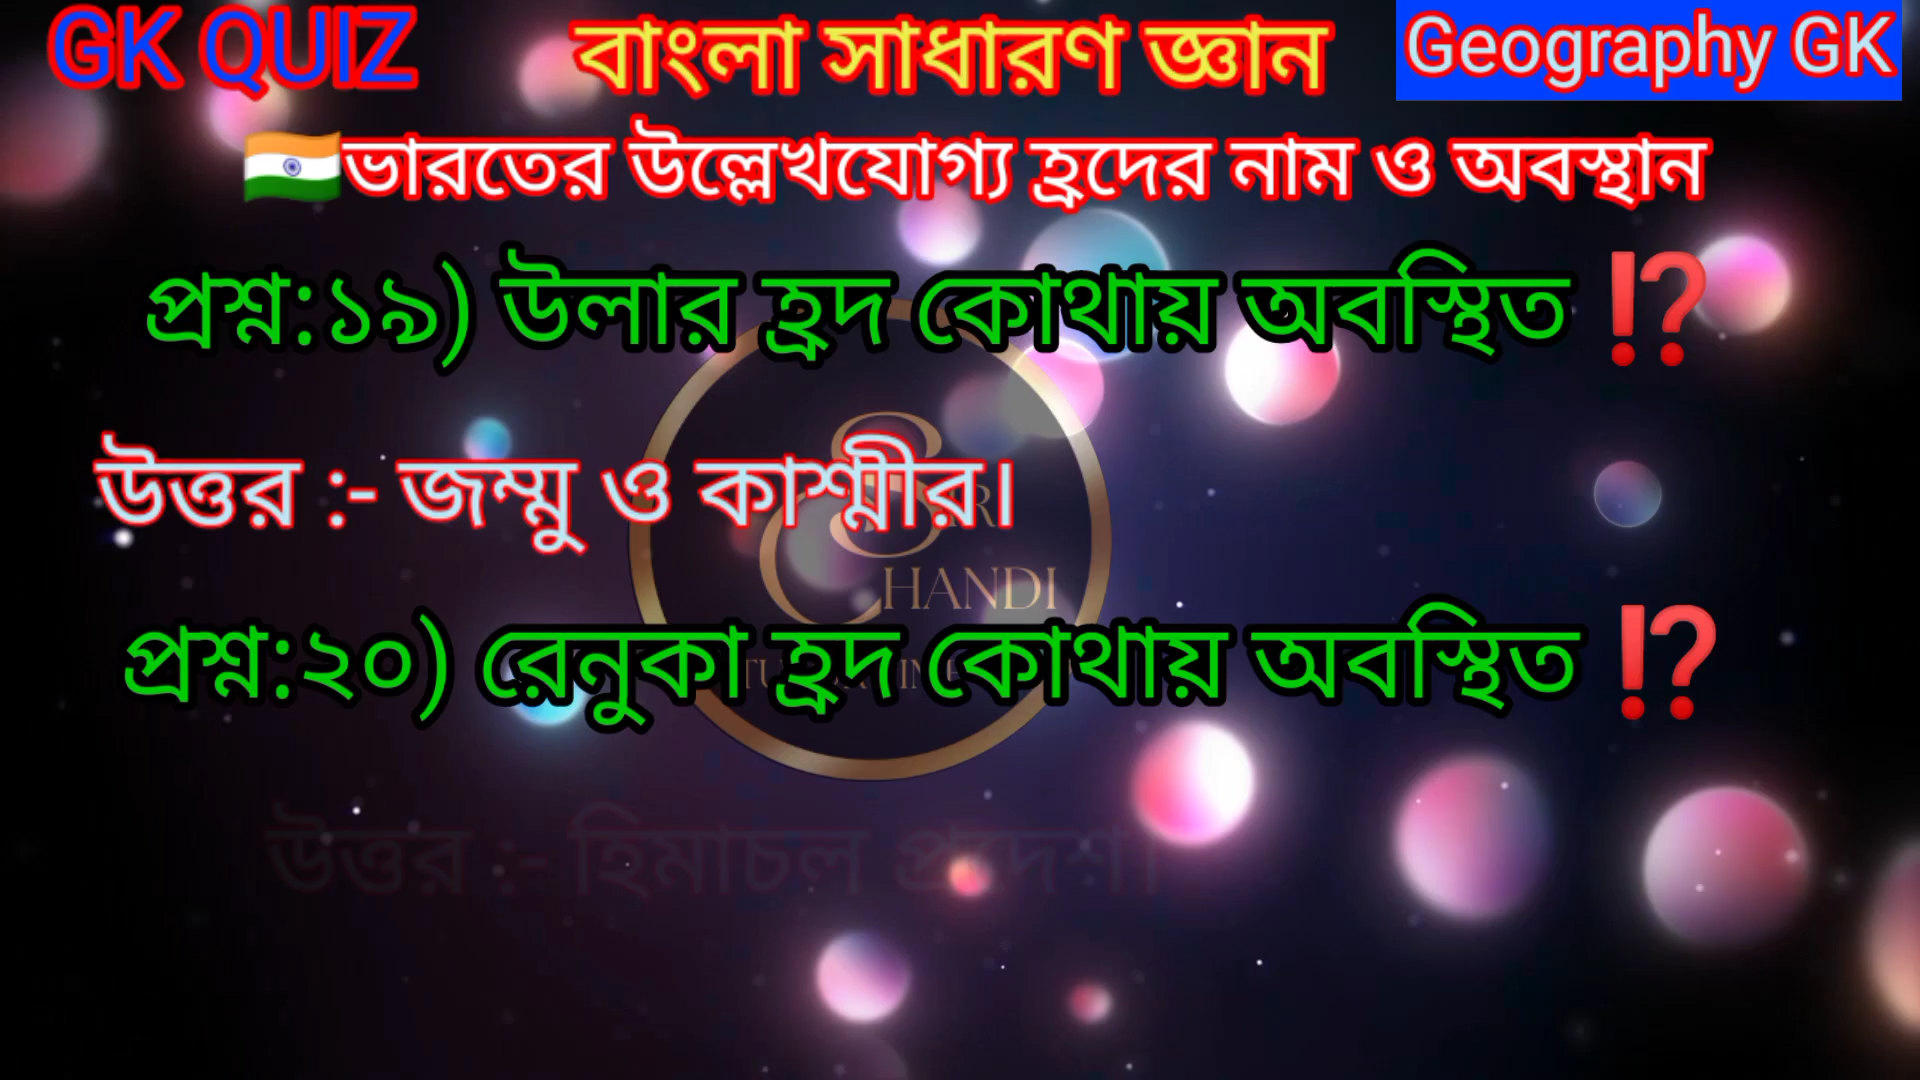 GK QUIZ বাংলা সাধারণ জ্ঞান Geography GK
ভারতের উল্লেখযোগ্য হ্রদের নাম ও অবস্থান
প্রশ্ন:১৯) উলার হ্রদ কোথায় অবস্থিত ⁉️
উত্তর :- জম্মু ও কাশ্মীর।
HANDI
প্রশ্ন:২০) রেনুকা হ্রদ কোথায় অবস্থিত ⁉️
উত্তর :- হিমাচল প্রদেশ।